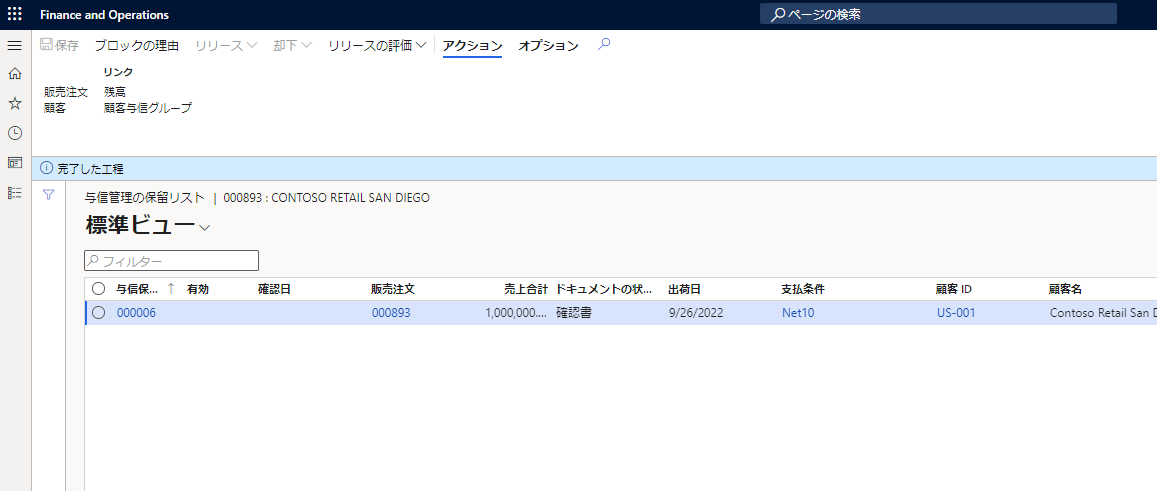 Finance and Operations
ページの検索
保存 ブロックの理由 リリース 却下 リリースの評価 アクション オプション
リンク
販売注文 残高
顧客 顧客与信グループ
完了した工程
与信管理の保留リスト | 000893 : CONTOSO RETAIL SAN DIEGO
標準ビュー
フィルター
与信保... ↑ 有効 確認日 販売注文 売上合計 ドキュメントの状... 出荷日 支払条件 顧客 ID 顧客名
000006 000893 1,000,000.... 確認書 9/26/2022 Net10 US-001 Contoso Retail San D